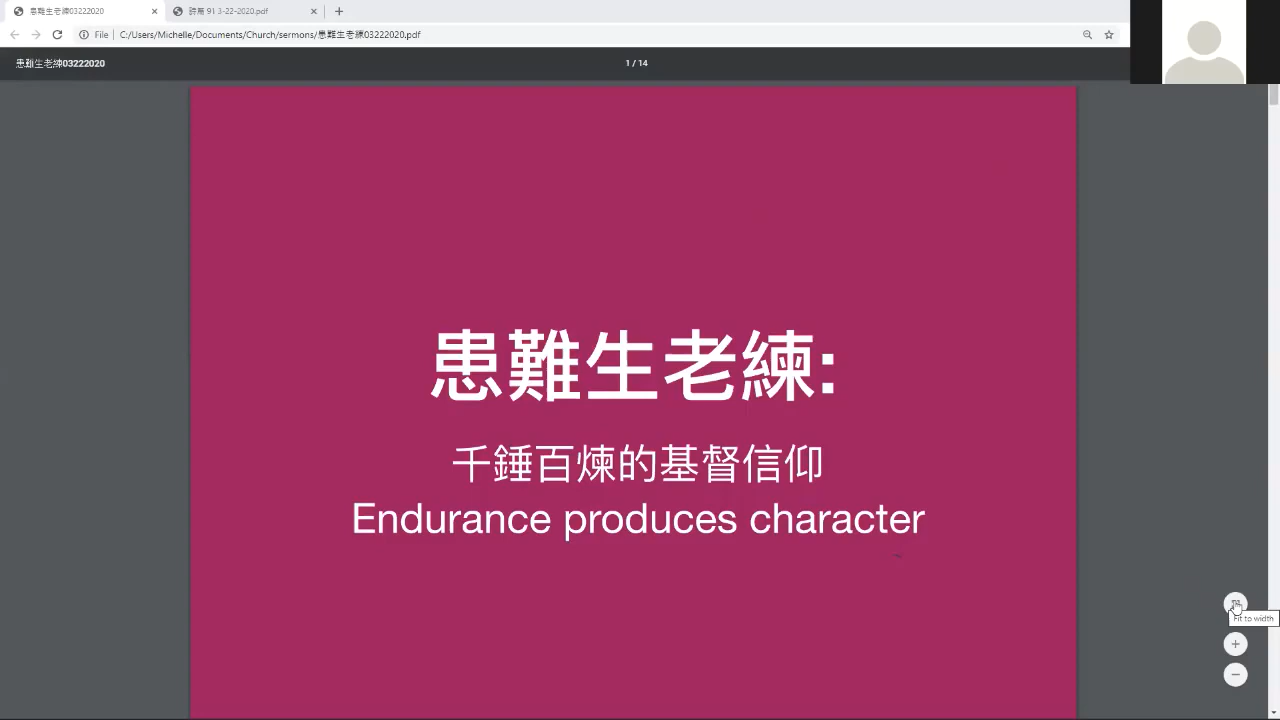 患難生老練03222020
詩篇 91 3-22-2020.pdf
File
C:/Users/Michelle/Documents/Church/sermons/患難生老練03222020.pdf
患難生老練03222020
1 / 14
患難生老練:
千錘百煉的基督信仰
Endurance produces character
Fit to width